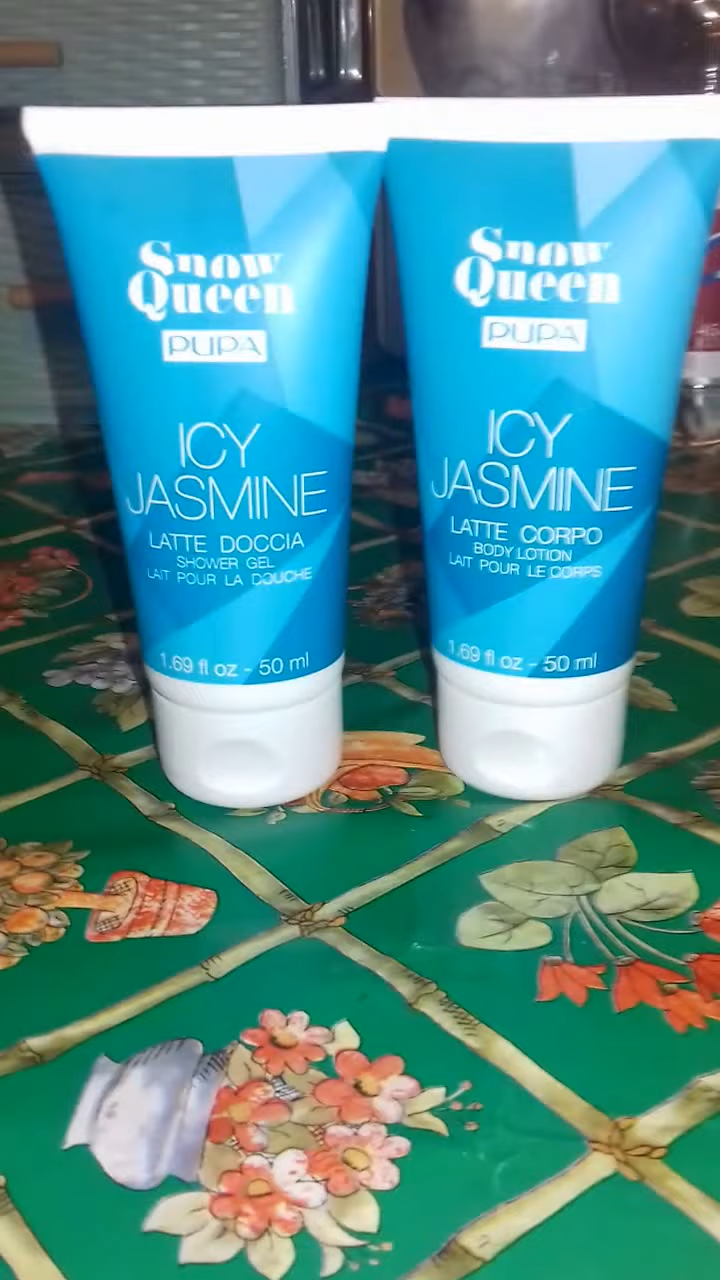 Snow
Queen
PUPA
ICY
JASMINE
LATTE DOCCIA
SHOWER GEL
LAIT POUR LA DOUCHE
1.69 fl oz - 50 ml
Snow
Queen
PUPA
ICY
JASMINE
LATTE CORPO
BODY LOTION
LAIT POUR LE CORPS
1.69 fl oz - 50 ml